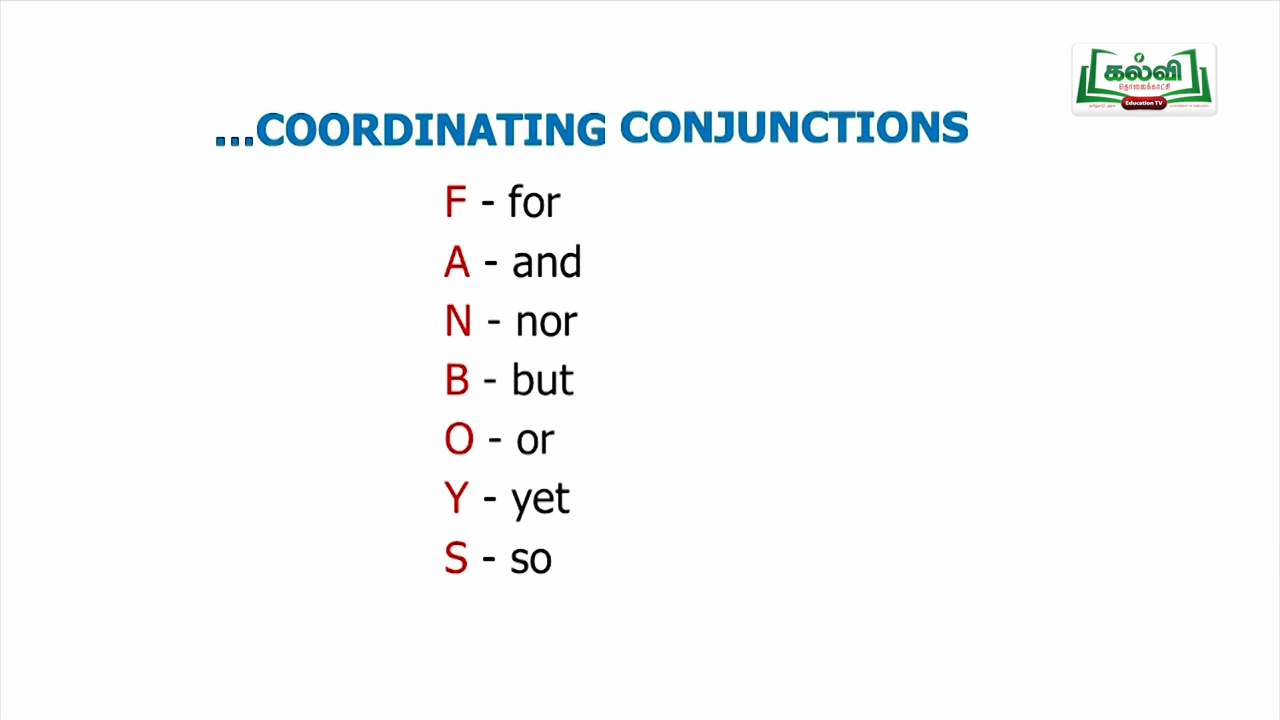 கல்வி
தொலைக்காட்சி
Education TV
...COORDINATING CONJUNCTIONS
F - for
A - and
N - nor
B - but
O - or
Y - yet
S - so